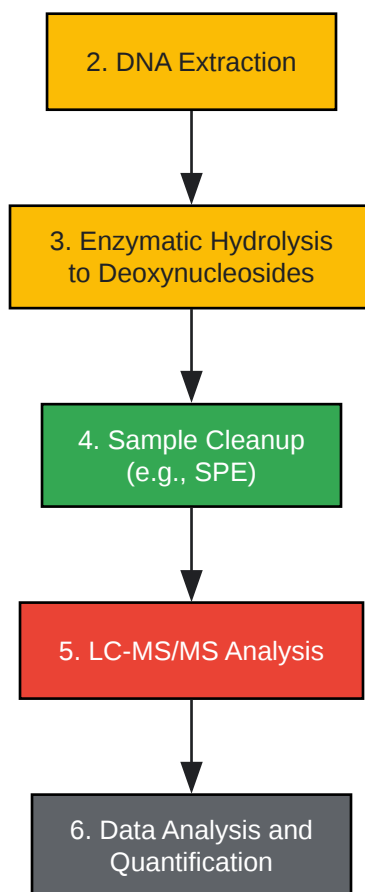 2. DNA Extraction
3. Enzymatic Hydrolysis
to Deoxynucleosides
4. Sample Cleanup
(e.g., SPE)
5. LC-MS/MS Analysis
6. Data Analysis and
Quantification